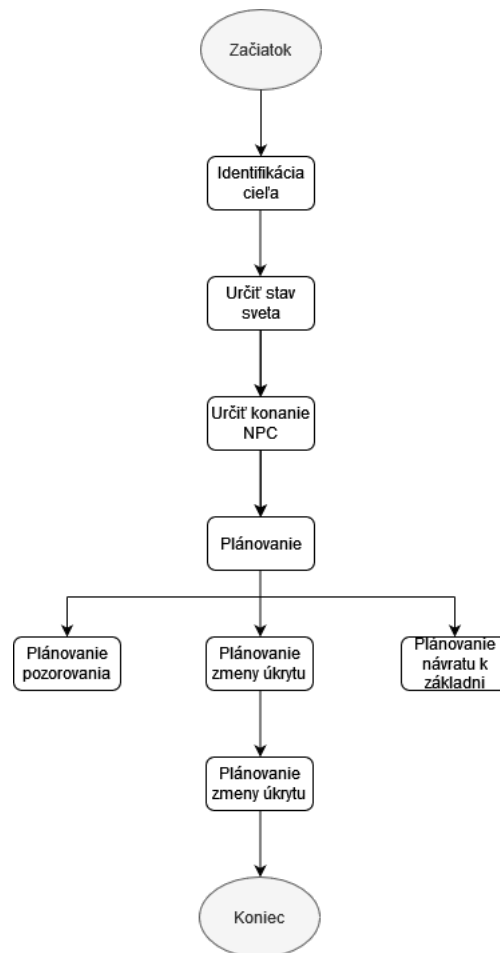 Začiatok
Identifikácia
cieľa
Určiť stav
sveta
Určiť konanie
NPC
Plánovanie
Plánovanie
pozorovania
Plánovanie
zmeny úkrytu
Plánovanie
návratu k
základni
Plánovanie
zmeny úkrytu
Koniec